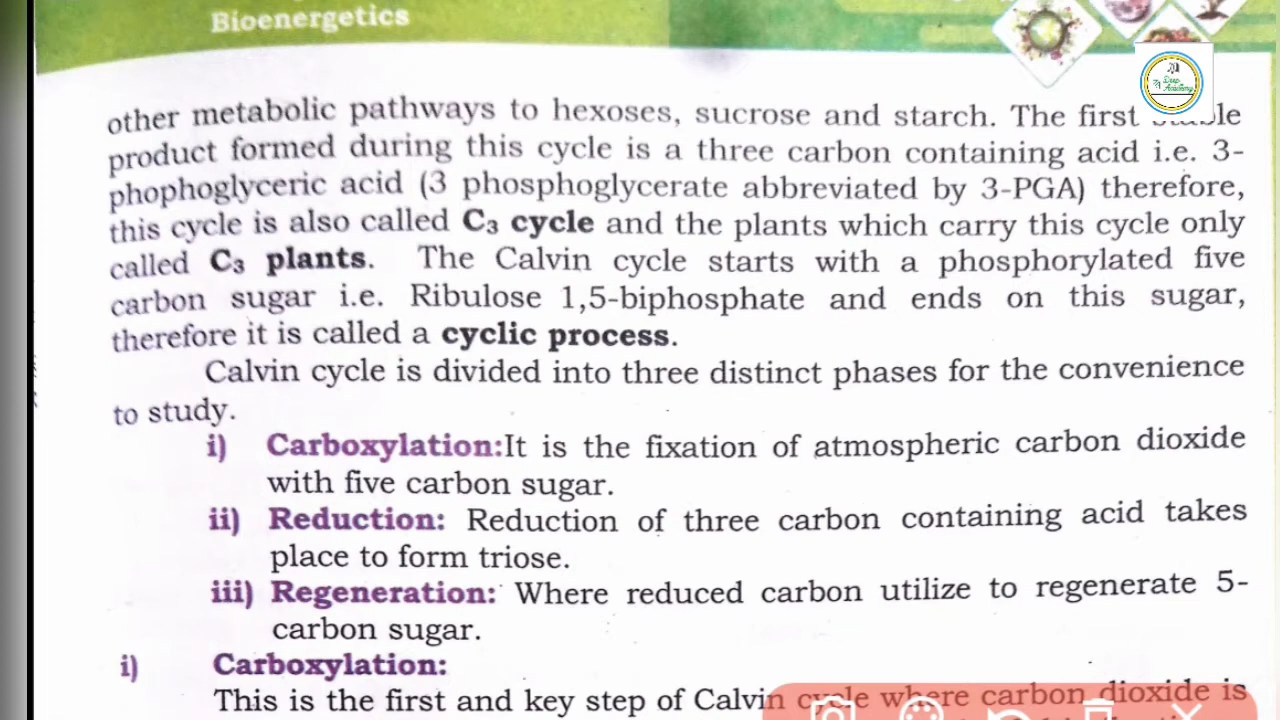 Bioenergetics
Deep
Academy
other metabolic pathways to hexoses, sucrose and starch. The first stable
product formed during this cycle is a three carbon containing acid i.e. 3-
phophoglyceric acid (3 phosphoglycerate abbreviated by 3-PGA) therefore,
this cycle is also called C₃ cycle and the plants which carry this cycle only
called C₃ plants. The Calvin cycle starts with a phosphorylated five
carbon sugar i.e. Ribulose 1,5-biphosphate and ends on this sugar,
therefore it is called a cyclic process.
Calvin cycle is divided into three distinct phases for the convenience
to study.
i) Carboxylation:It is the fixation of atmospheric carbon dioxide
with five carbon sugar.
ii) Reduction: Reduction of three carbon containing acid takes
place to form triose.
iii) Regeneration: Where reduced carbon utilize to regenerate 5-
carbon sugar.
i) Carboxylation:
This is the first and key step of Calvin cycle where carbon dioxide is